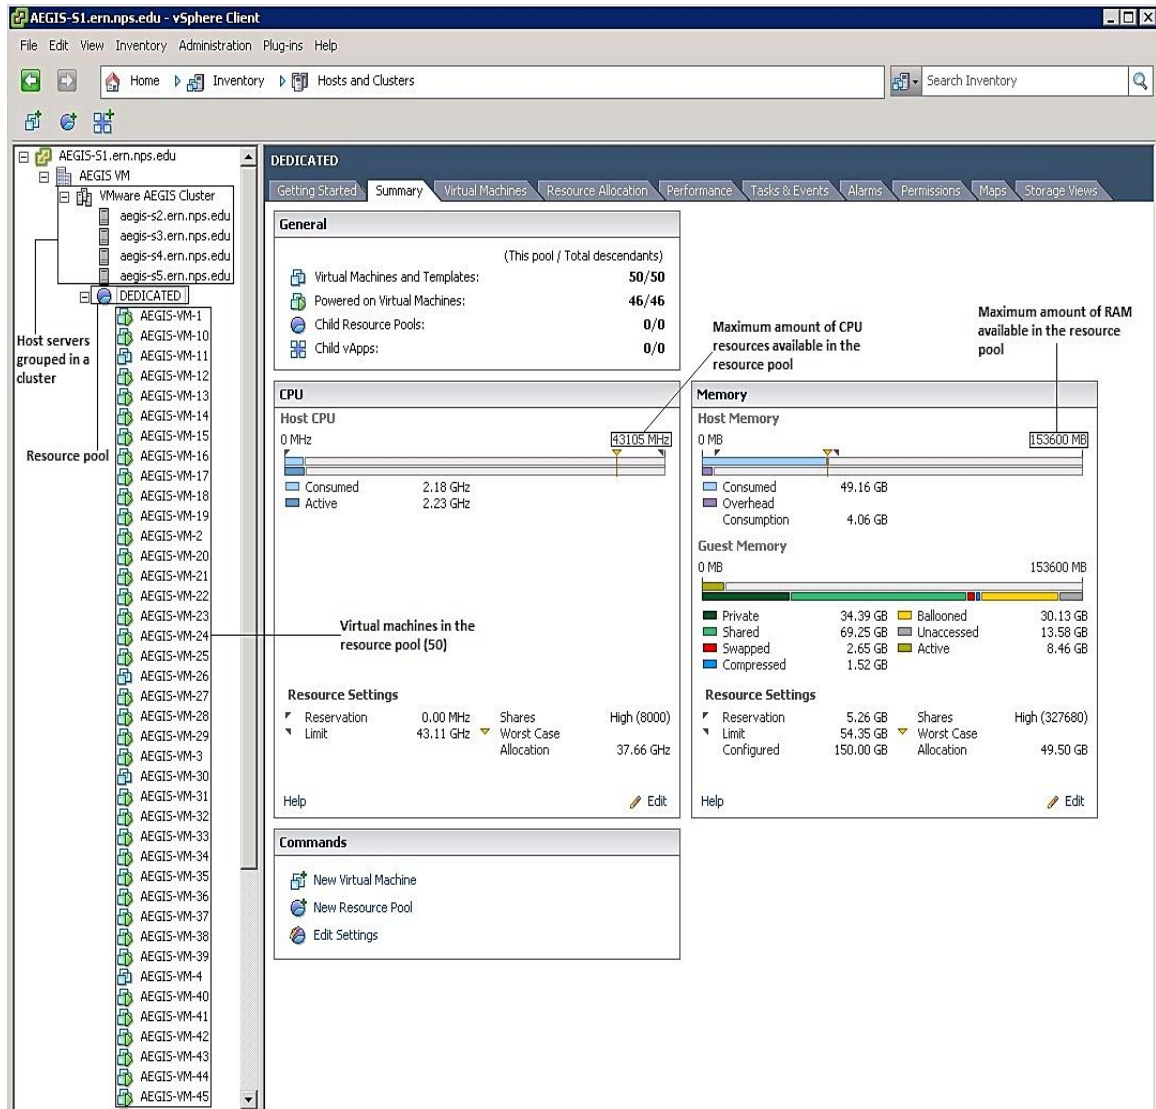 AEGIS-S1.ern.nps.edu - vSphere Client
File Edit View Inventory Administration Plug-ins Help
Home Inventory Hosts and Clusters
Search Inventory
AEGIS-S1.ern.nps.edu
AEGIS VM
VMware AEGIS Cluster
aegis-s2.ern.nps.edu
aegis-s3.ern.nps.edu
aegis-s4.ern.nps.edu
aegis-s5.ern.nps.edu
DEDICATED
AEGIS-VM-1
AEGIS-VM-10
AEGIS-VM-11
AEGIS-VM-12
AEGIS-VM-13
AEGIS-VM-14
AEGIS-VM-15
AEGIS-VM-16
AEGIS-VM-17
AEGIS-VM-18
AEGIS-VM-19
AEGIS-VM-2
AEGIS-VM-20
AEGIS-VM-21
AEGIS-VM-22
AEGIS-VM-23
AEGIS-VM-24
AEGIS-VM-25
AEGIS-VM-26
AEGIS-VM-27
AEGIS-VM-28
AEGIS-VM-29
AEGIS-VM-3
AEGIS-VM-30
AEGIS-VM-31
AEGIS-VM-32
AEGIS-VM-33
AEGIS-VM-34
AEGIS-VM-35
AEGIS-VM-36
AEGIS-VM-37
AEGIS-VM-38
AEGIS-VM-39
AEGIS-VM-4
AEGIS-VM-40
AEGIS-VM-41
AEGIS-VM-42
AEGIS-VM-43
AEGIS-VM-44
AEGIS-VM-45
Host servers
grouped in a
cluster
Resource pool
DEDICATED
Getting Started Summary Virtual Machines Resource Allocation Performance Tasks & Events Alarms Permissions Maps Storage Views
General
(This pool / Total descendants)
Virtual Machines and Templates: 50/50
Powered on Virtual Machines: 46/46
Child Resource Pools: 0/0
Child vApps: 0/0
Maximum amount of CPU
resources available in the
resource pool
Maximum amount of RAM
available in the resource
pool
CPU
Host CPU
0 MHz 43105 MHz
Consumed 2.18 GHz
Active 2.23 GHz
Virtual machines in the
resource pool (50)
Resource Settings
Reservation 0.00 MHz Shares High (8000)
Limit 43.11 GHz Worst Case
Allocation 37.66 GHz
Help Edit
Memory
Host Memory
0 MB 153600 MB
Consumed 49.16 GB
Overhead
Consumption 4.06 GB
Guest Memory
0 MB 153600 MB
Private 34.39 GB Ballooned 30.13 GB
Shared 69.25 GB Unaccessed 13.58 GB
Swapped 2.65 GB Active 8.46 GB
Compressed 1.52 GB
Resource Settings
Reservation 5.26 GB Shares High (327680)
Limit 54.35 GB Worst Case
Configured 150.00 GB Allocation 49.50 GB
Help Edit
Commands
New Virtual Machine
New Resource Pool
Edit Settings